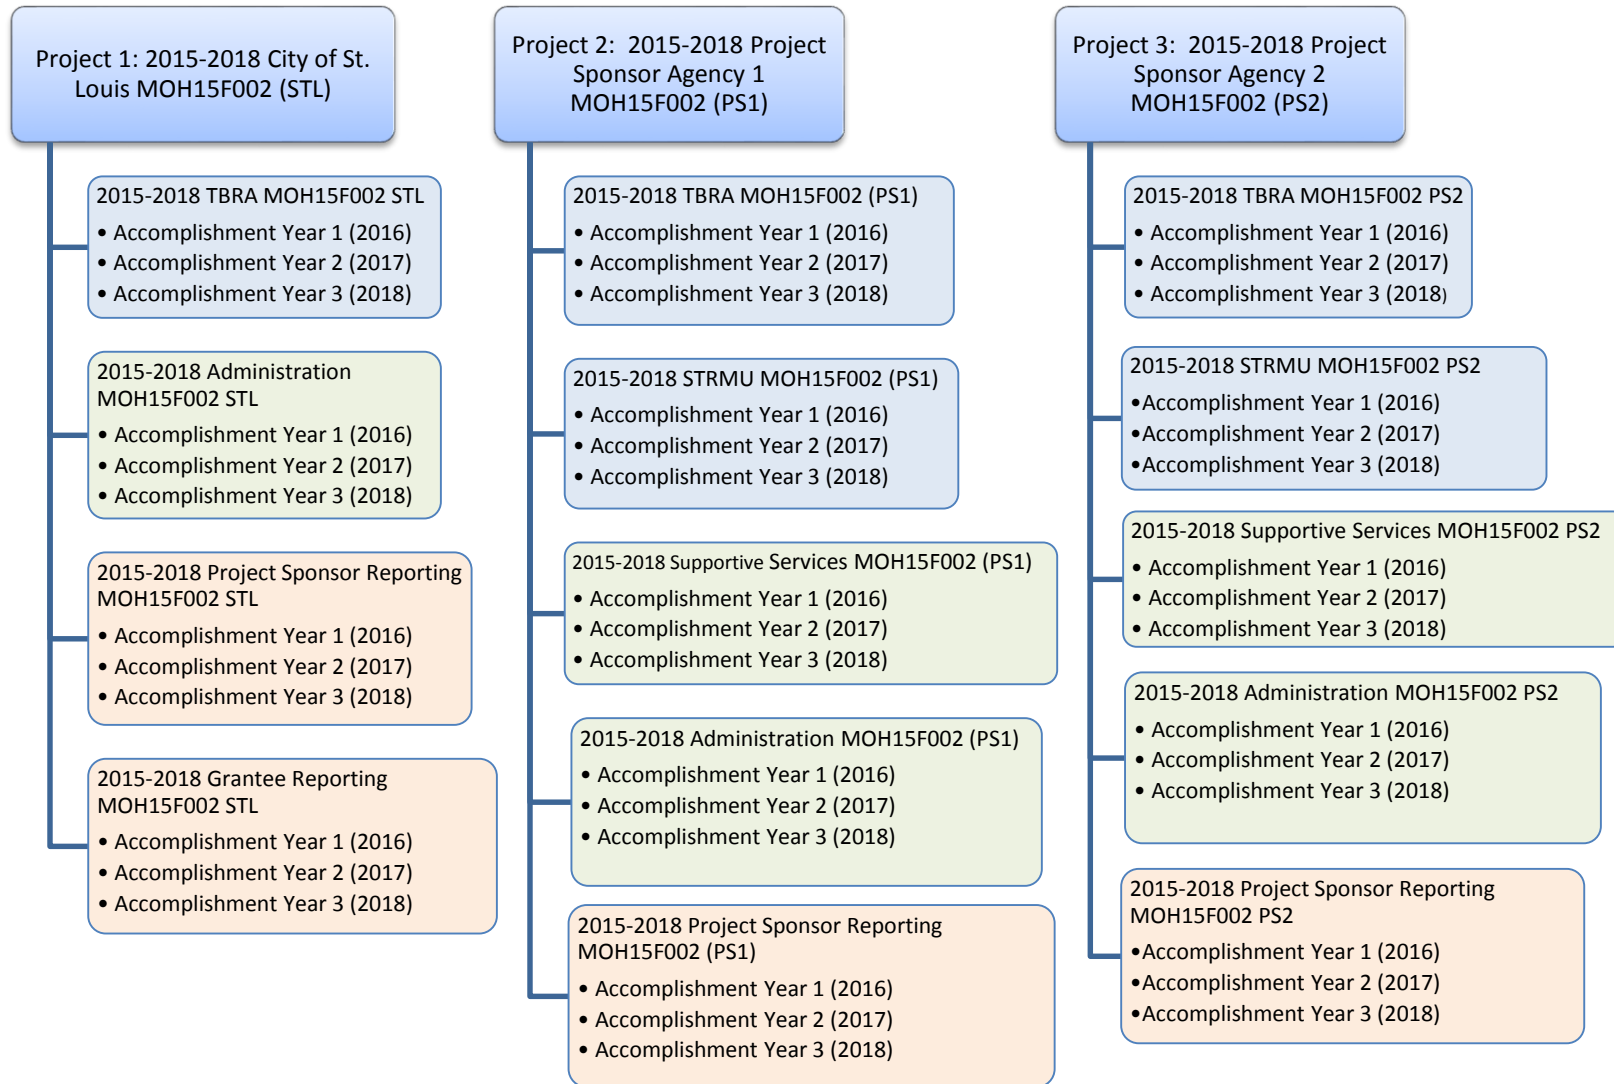 Project 1: 2015-2018 City of St.
Louis MOH15F002 (STL)
2015-2018 TBRA MOH15F002 STL
• Accomplishment Year 1 (2016)
• Accomplishment Year 2 (2017)
• Accomplishment Year 3 (2018)
2015-2018 Administration
MOH15F002 STL
• Accomplishment Year 1 (2016)
• Accomplishment Year 2 (2017)
• Accomplishment Year 3 (2018)
2015-2018 Project Sponsor Reporting
MOH15F002 STL
• Accomplishment Year 1 (2016)
• Accomplishment Year 2 (2017)
• Accomplishment Year 3 (2018)
2015-2018 Grantee Reporting
MOH15F002 STL
• Accomplishment Year 1 (2016)
• Accomplishment Year 2 (2017)
• Accomplishment Year 3 (2018)
Project 2:  2015-2018 Project
Sponsor Agency 1
MOH15F002 (PS1)
2015-2018 TBRA MOH15F002 (PS1)
• Accomplishment Year 1 (2016)
• Accomplishment Year 2 (2017)
• Accomplishment Year 3 (2018)
2015-2018 STRMU MOH15F002 (PS1)
• Accomplishment Year 1 (2016)
• Accomplishment Year 2 (2017)
• Accomplishment Year 3 (2018)
2015-2018 Supportive Services MOH15F002 (PS1)
• Accomplishment Year 1 (2016)
• Accomplishment Year 2 (2017)
• Accomplishment Year 3 (2018)
2015-2018 Administration MOH15F002 (PS1)
• Accomplishment Year 1 (2016)
• Accomplishment Year 2 (2017)
• Accomplishment Year 3 (2018)
2015-2018 Project Sponsor Reporting
MOH15F002 (PS1)
• Accomplishment Year 1 (2016)
• Accomplishment Year 2 (2017)
• Accomplishment Year 3 (2018)
Project 3:  2015-2018 Project
Sponsor Agency 2
MOH15F002 (PS2)
2015-2018 TBRA MOH15F002 PS2
• Accomplishment Year 1 (2016)
• Accomplishment Year 2 (2017)
• Accomplishment Year 3 (2018)
2015-2018 STRMU MOH15F002 PS2
•Accomplishment Year 1 (2016)
•Accomplishment Year 2 (2017)
•Accomplishment Year 3 (2018)
2015-2018 Supportive Services MOH15F002 PS2
• Accomplishment Year 1 (2016)
• Accomplishment Year 2 (2017)
• Accomplishment Year 3 (2018)
2015-2018 Administration MOH15F002 PS2
• Accomplishment Year 1 (2016)
• Accomplishment Year 2 (2017)
• Accomplishment Year 3 (2018)
2015-2018 Project Sponsor Reporting
MOH15F002 PS2
•Accomplishment Year 1 (2016)
•Accomplishment Year 2 (2017)
•Accomplishment Year 3 (2018)